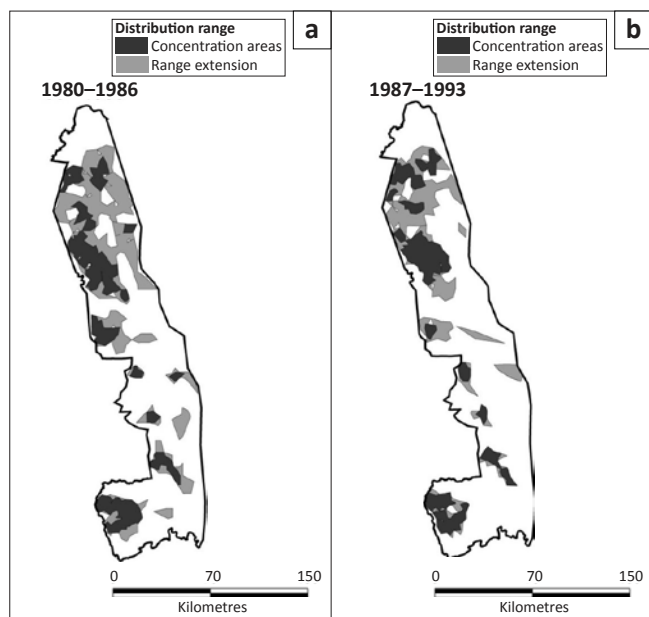 Distribution range
Concentration areas
Range extension
a
1980–1986
0 70 150
Kilometres
Distribution range
Concentration areas
Range extension
b
1987–1993
0 70 150
Kilometres